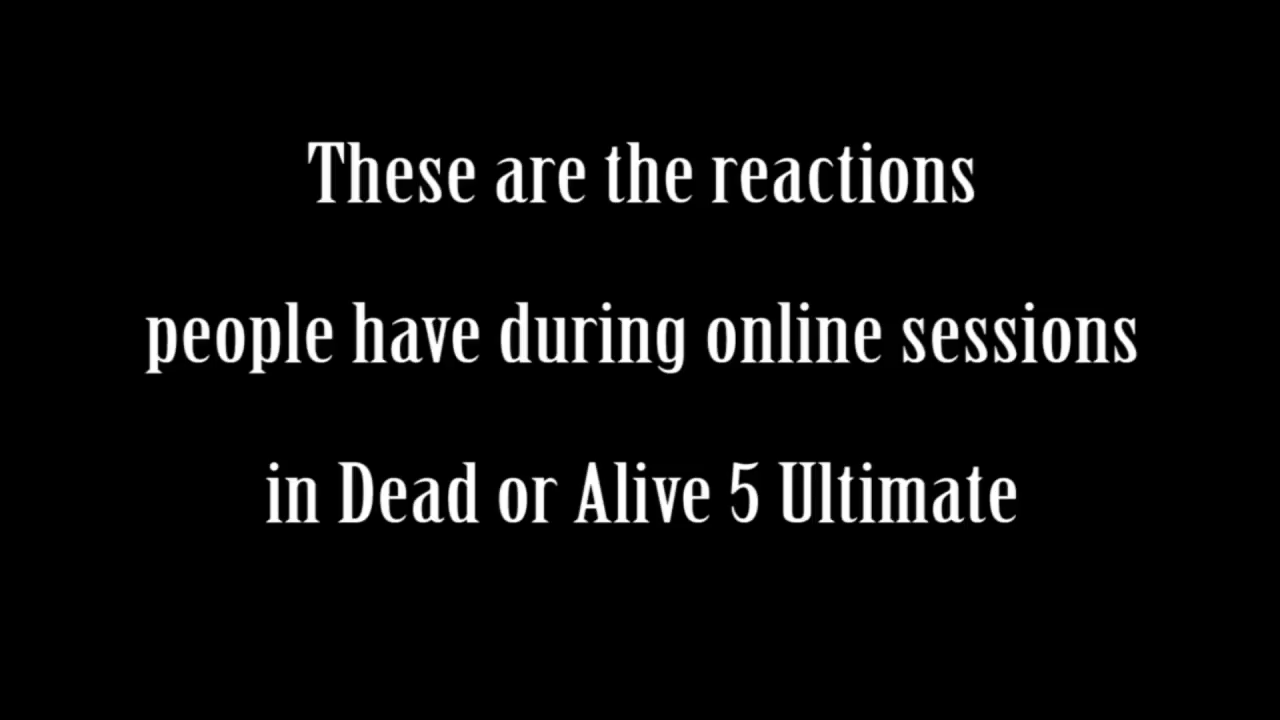 These are the reactions
people have during online sessions
in Dead or Alive 5 Ultimate